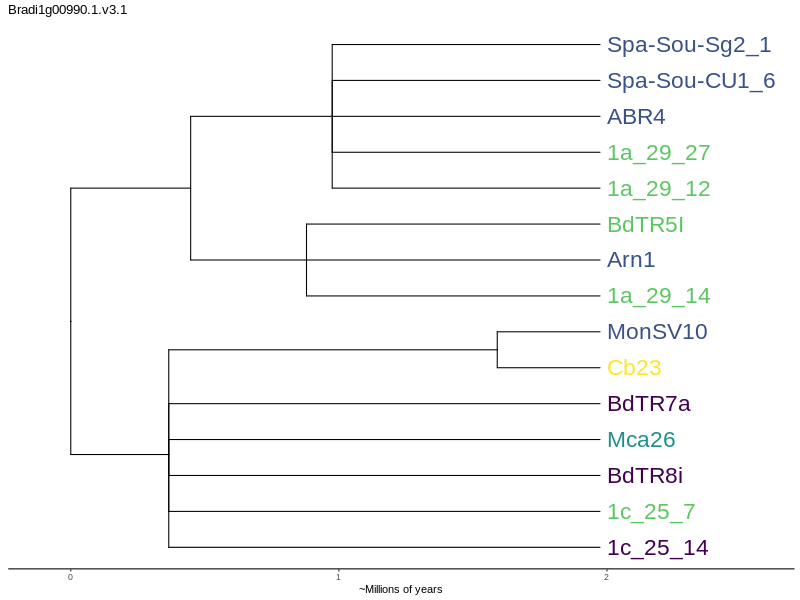 Bradi1g00990.1.v3.1
Spa-Sou-Sg2_1
Spa-Sou-CU1_6
ABR4
1a_29_27
1a_29_12
BdTR5I
Arn1
1a_29_14
MonSV10
Cb23
BdTR7a
Mca26
BdTR8i
1c_25_7
1c_25_14
0 1 2
~Millions of years